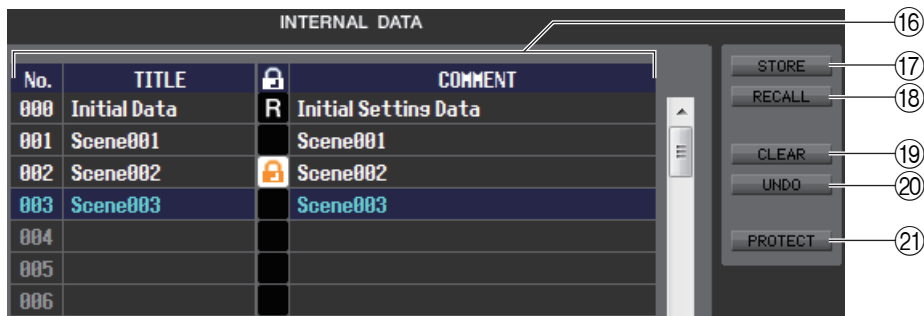 INTERNAL DATA
⑯
No. TITLE COMMENT
000 Initial Data R Initial Setting Data
001 Scene001 Scene001
002 Scene002 Scene002
003 Scene003 Scene003
004
005
006
STORE ⑰
RECALL ⑱
CLEAR ⑲
UNDO ⑳
PROTECT ㉑